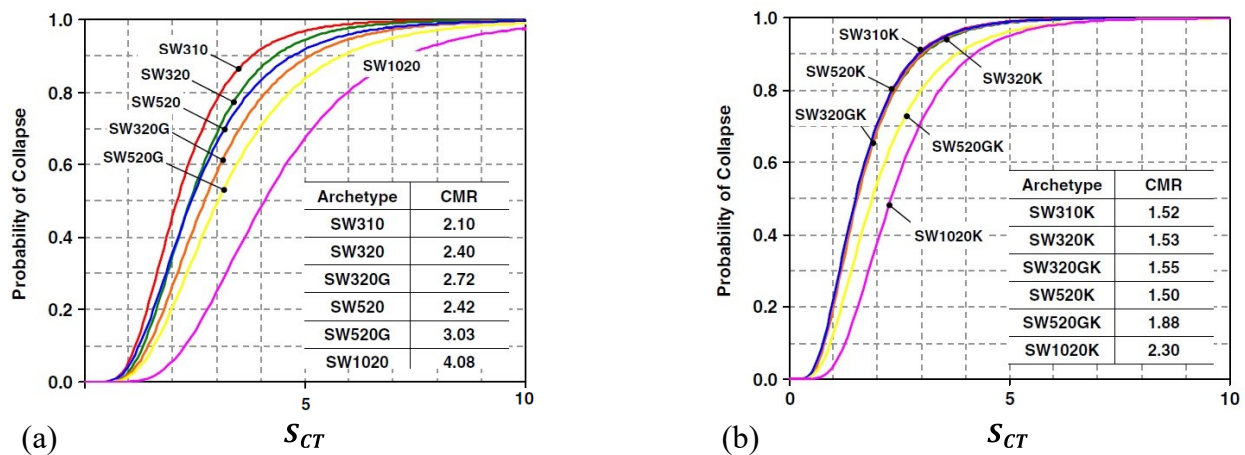 Probability of Collapse
1.0
0.8
0.6
0.4
0.2
0.0
SW310
SW320
SW520
SW320G
SW520G
SW1020
Archetype CMR
SW310 2.10
SW320 2.40
SW320G 2.72
SW520 2.42
SW520G 3.03
SW1020 4.08
5
10
(a)
S_CT
Probability of Collapse
1.0
0.8
0.6
0.4
0.2
0.0
SW310K
SW520K
SW320K
SW320GK
SW520GK
SW1020K
Archetype CMR
SW310K 1.52
SW320K 1.53
SW320GK 1.55
SW520K 1.50
SW520GK 1.88
SW1020K 2.30
0
5
10
(b)
S_CT